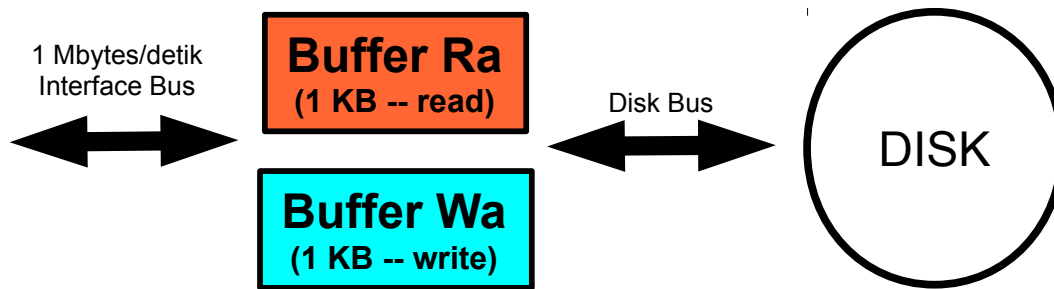 1 Mbytes/detik
Interface Bus
Buffer Ra
(1 KB -- read)
Disk Bus
DISK
Buffer Wa
(1 KB -- write)